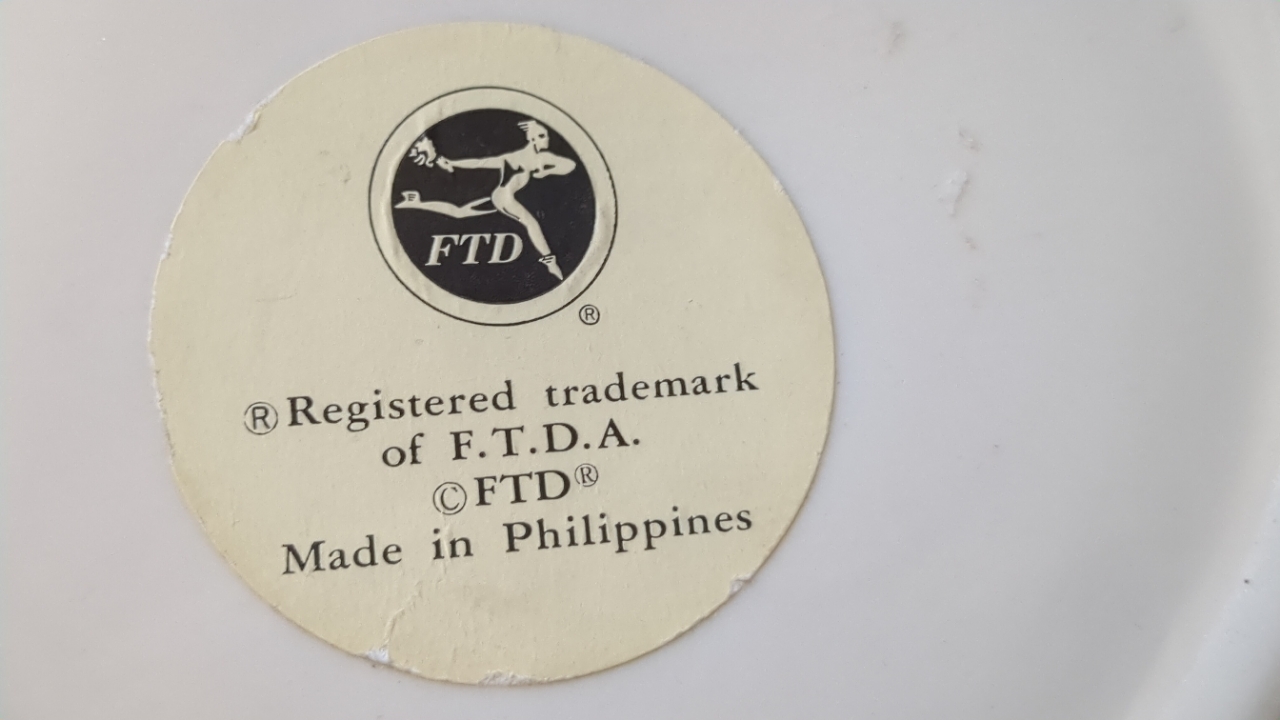 FTD
®
®Registered trademark
of F.T.D.A.
©FTD®
Made in Philippines